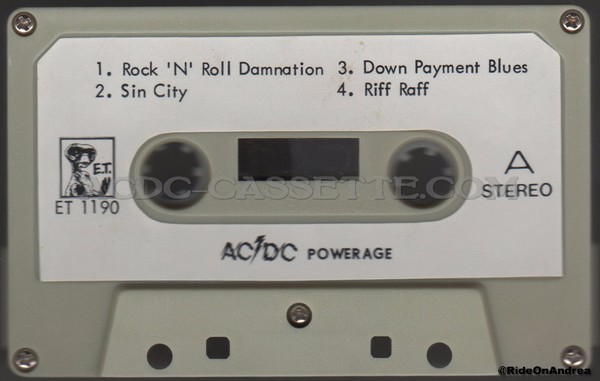 1. Rock 'N' Roll Damnation 3. Down Payment Blues
2. Sin City 4. Riff Raff
E.T.
ET 1190
CDC-CASSETTE.COM
A
STEREO
AC/DC POWERAGE
@RideOnAndrea